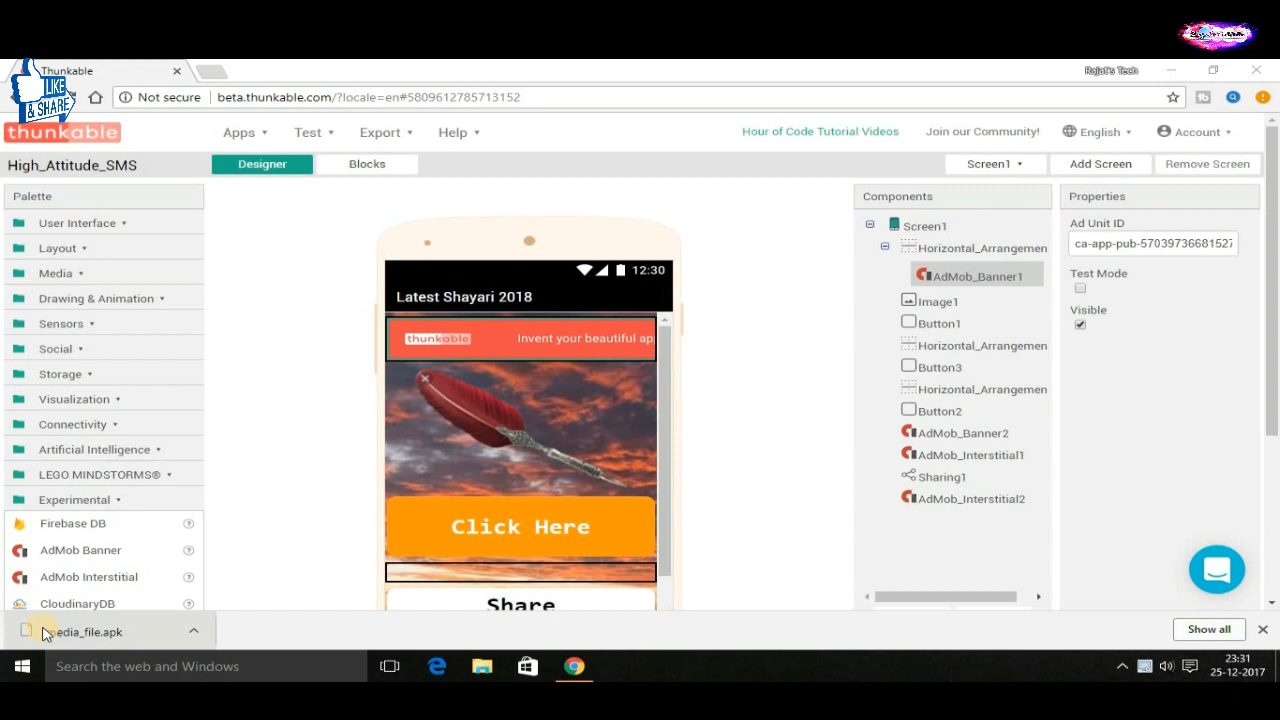 LIKE
& SHARE
Thunkable
Rajat's Tech
Not secure
beta.thunkable.com/?locale=en#5809612785713152
thunkable
Apps
Test
Export
Help
Hour of Code Tutorial Videos
Join our Community!
English
Account
High_Attitude_SMS
Designer
Blocks
Screen1
Add Screen
Remove Screen
Palette
User Interface
Layout
Media
Drawing & Animation
Sensors
Social
Storage
Visualization
Connectivity
Artificial Intelligence
LEGO MINDSTORMS®
Experimental
Firebase DB
AdMob Banner
AdMob Interstitial
CloudinaryDB
12:30
Latest Shayari 2018
thunkable
Invent your beautiful ap
Click Here
Share
Components
Screen1
Horizontal_Arrangemen
AdMob_Banner1
Image1
Button1
Horizontal_Arrangemen
Button3
Horizontal_Arrangemen
Button2
AdMob_Banner2
AdMob_Interstitial1
Sharing1
AdMob_Interstitial2
Properties
Ad Unit ID
ca-app-pub-5703973668152
Test Mode
Visible
media_file.apk
Show all
Search the web and Windows
23:31
25-12-2017